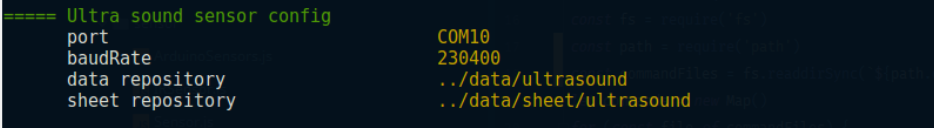 ===== Ultra sound sensor config
port COM10
baudRate 230400
data repository ../data/ultrasound
sheet repository ../data/sheet/ultrasound